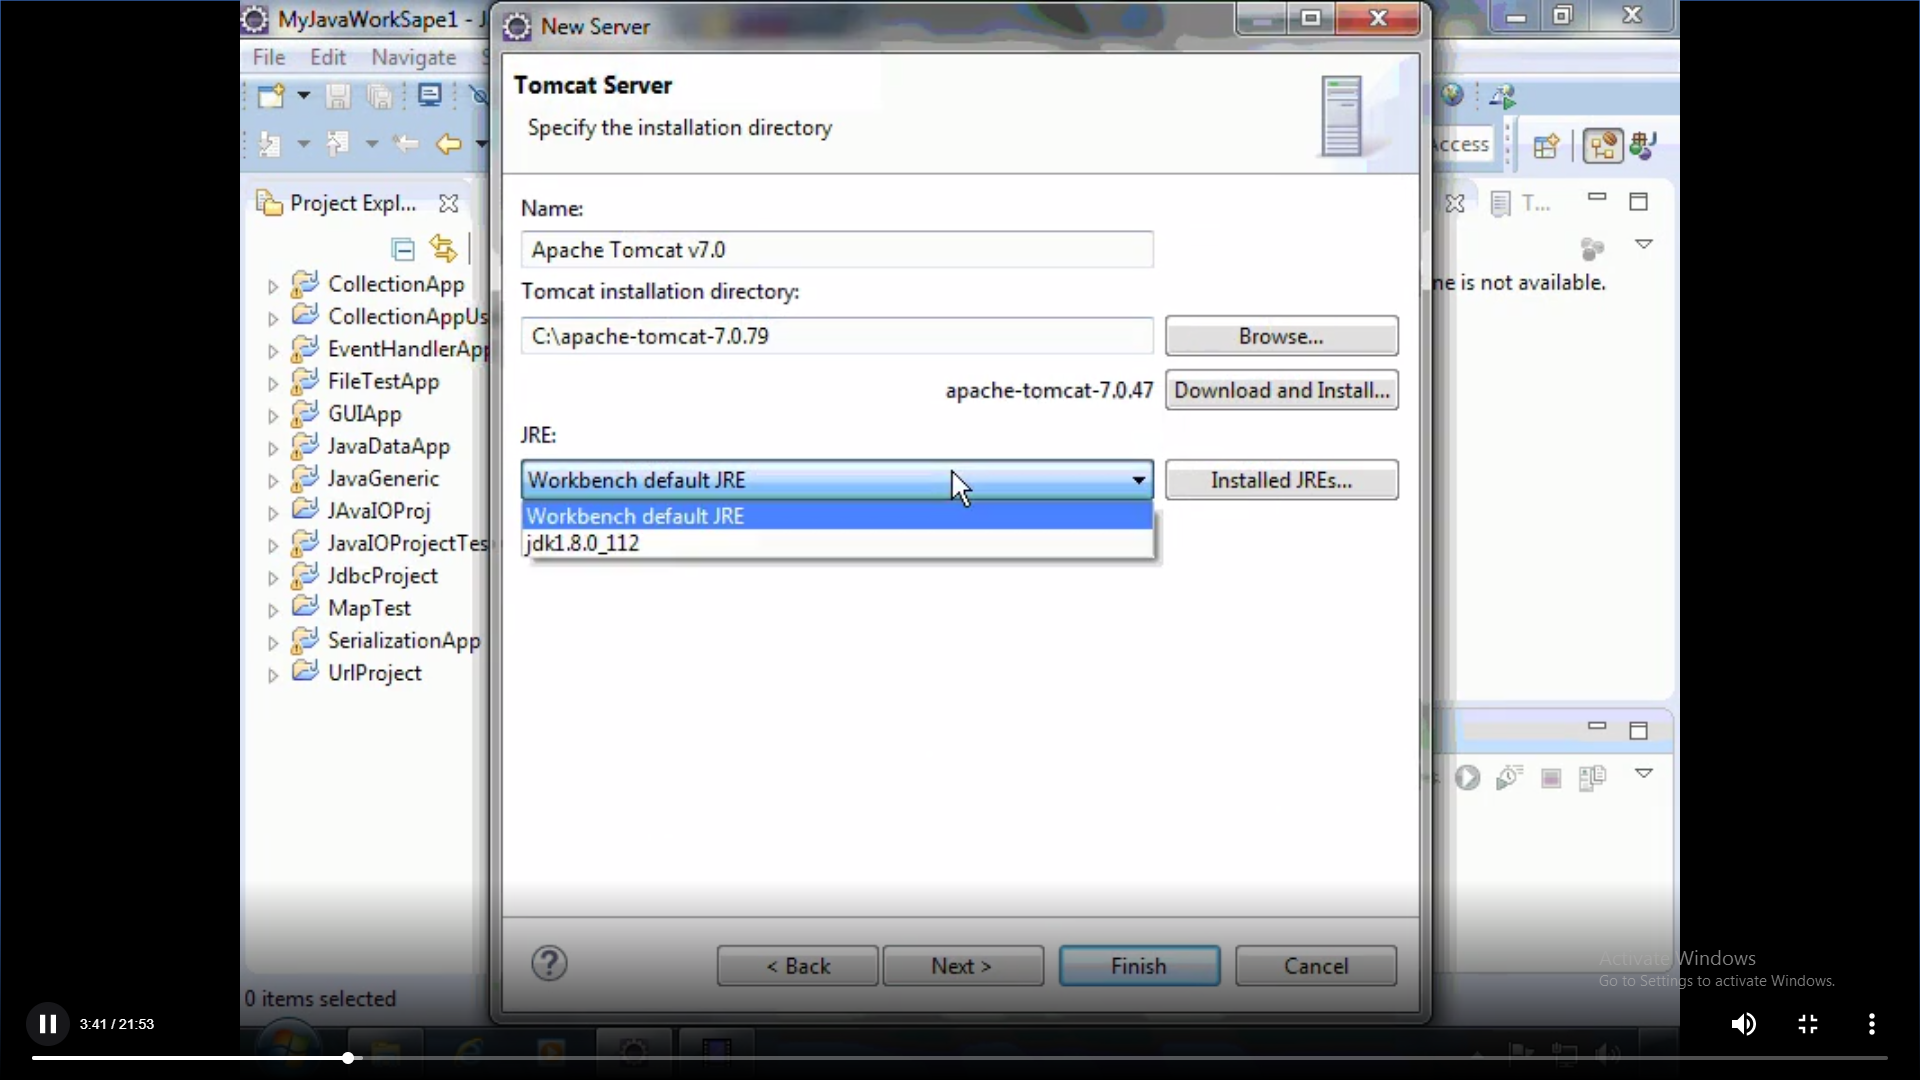 MyJavaWorkSape1 - J
New Server
File Edit Navigate S
Tomcat Server
Specify the installation directory
Access
Project Expl...
T...
Name:
Apache Tomcat v7.0
Tomcat installation directory:
ne is not available.
C:\apache-tomcat-7.0.79
Browse...
apache-tomcat-7.0.47
Download and Install...
JRE:
Workbench default JRE
Installed JREs...
Workbench default JRE
jdk1.8.0_112
CollectionApp
CollectionAppUs
EventHandlerApp
FileTestApp
GUIApp
JavaDataApp
JavaGeneric
JAvaIOProj
JavaIOProjectTes
JdbcProject
MapTest
SerializationApp
UrlProject
< Back
Next >
Finish
Cancel
0 items selected
Activate Windows
Go to Settings to activate Windows.
3:41 / 21:53